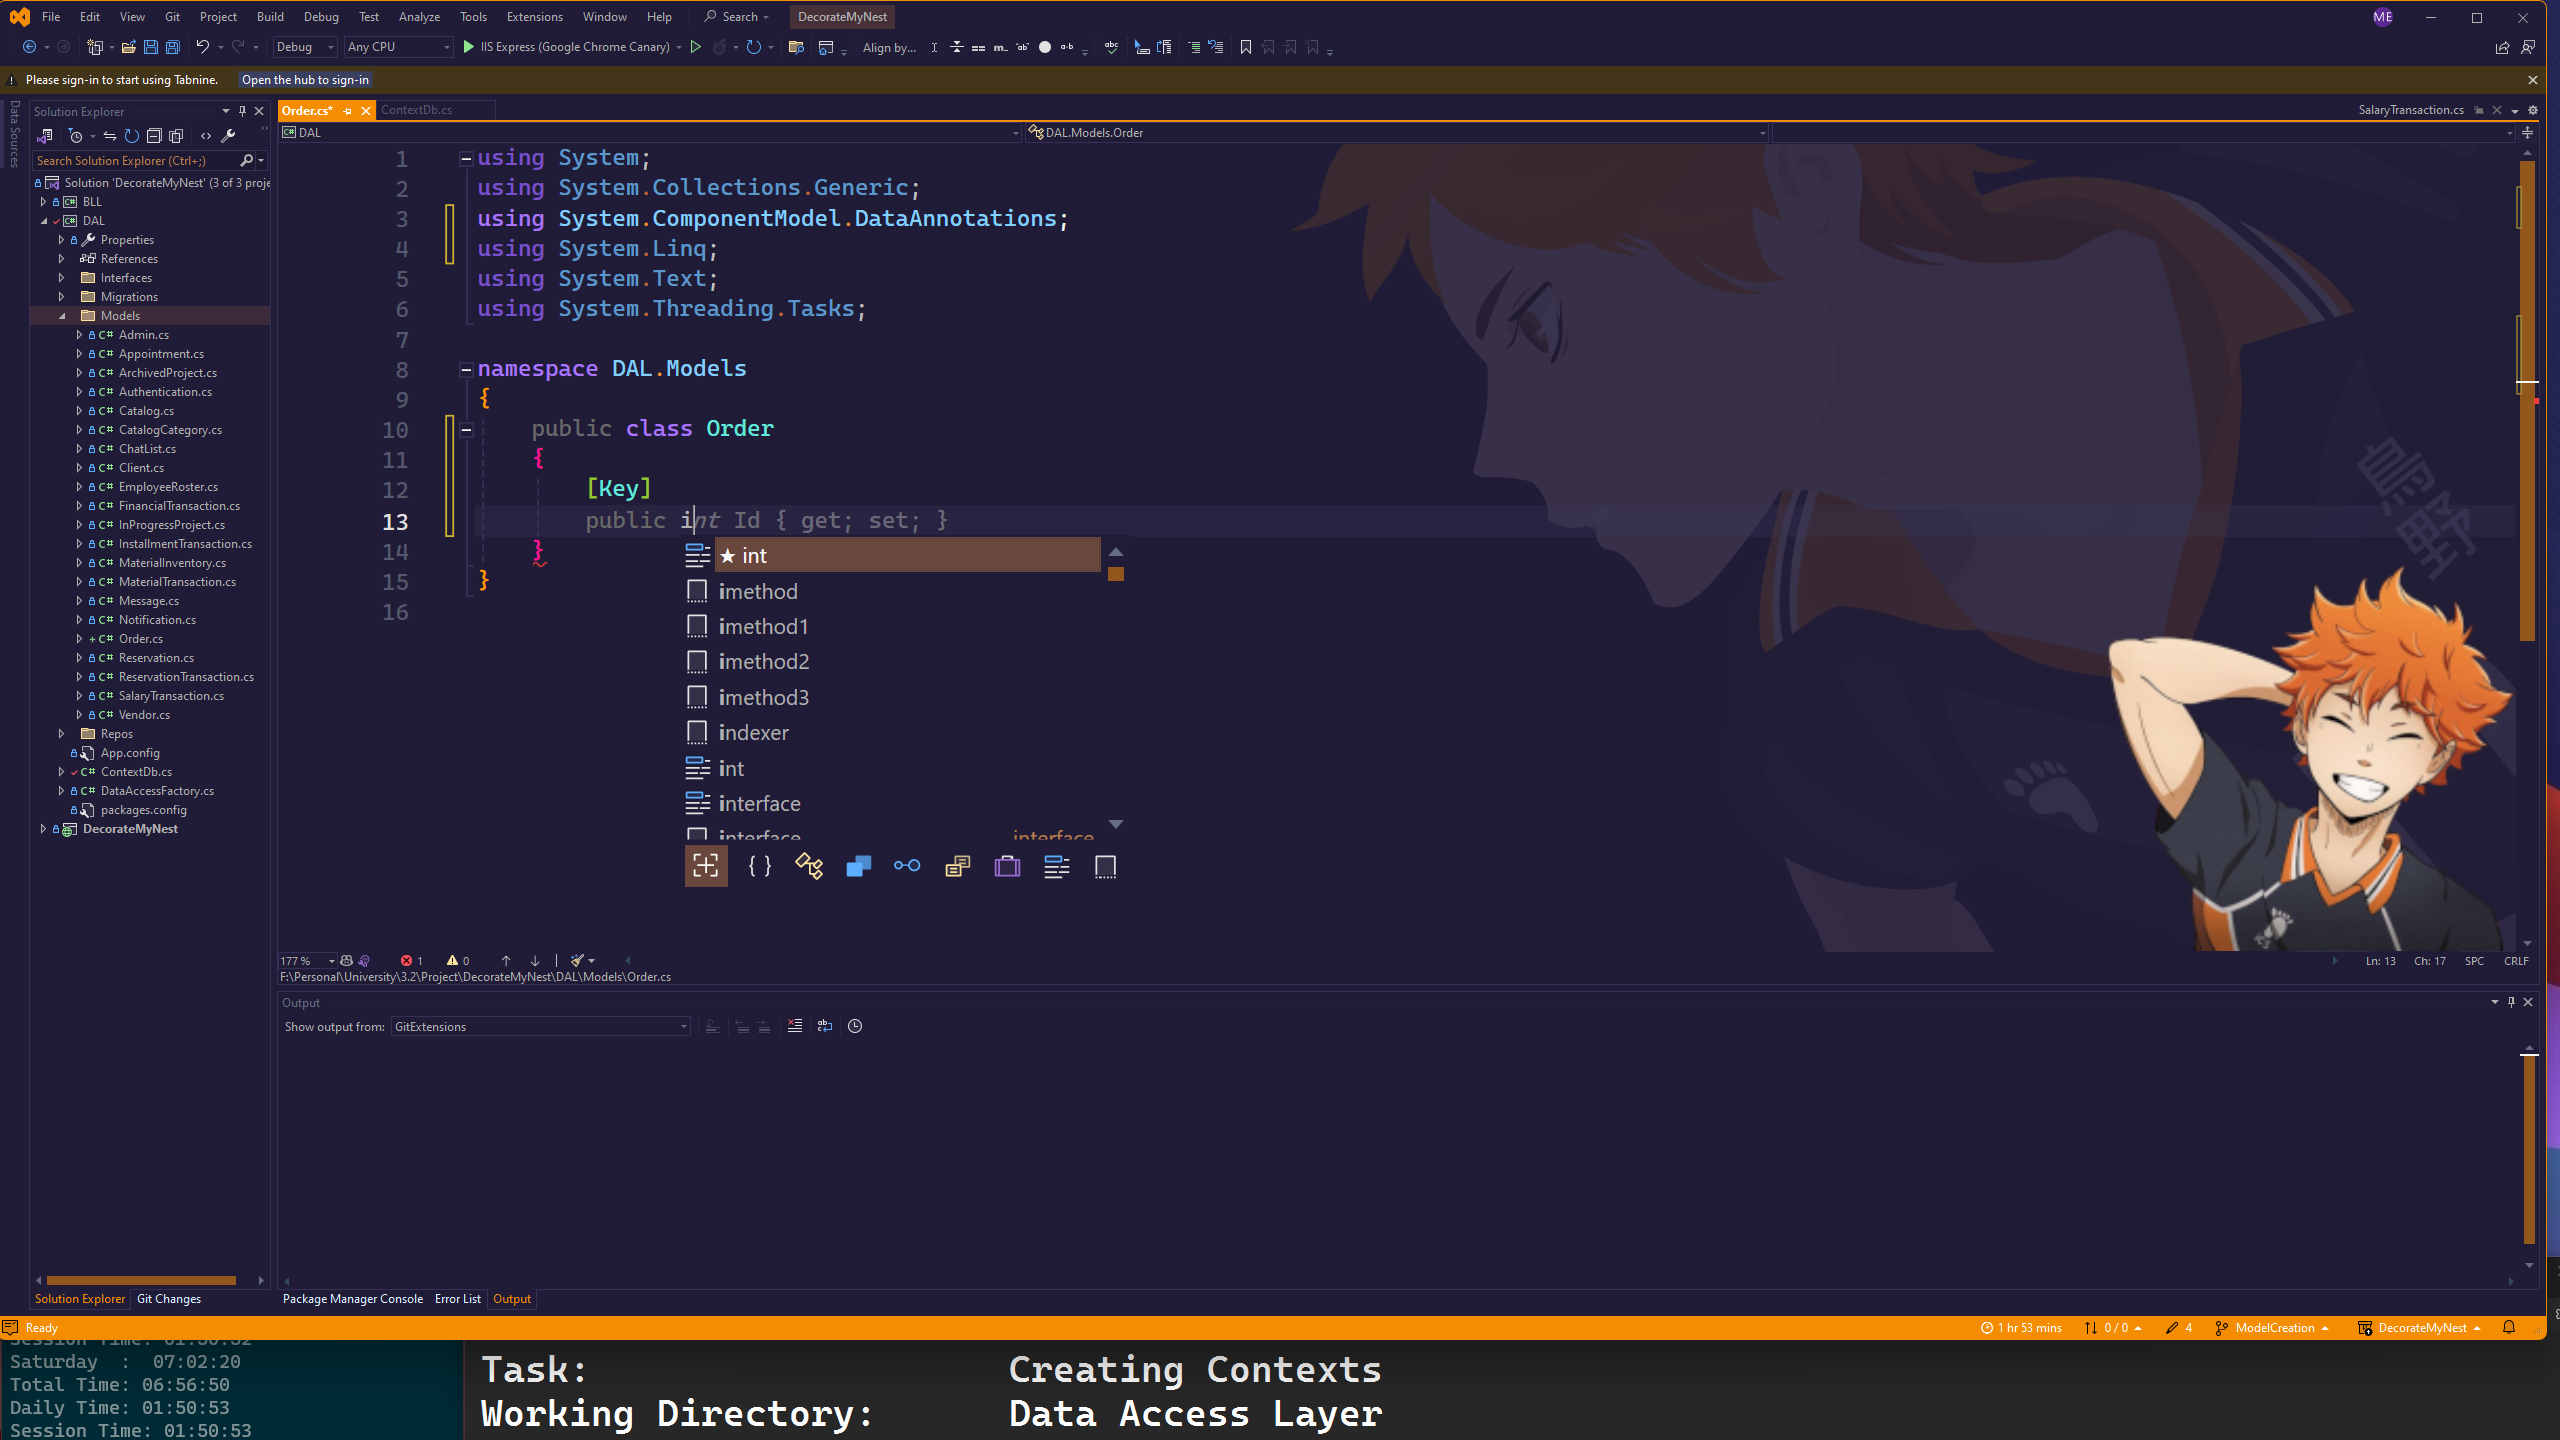 File Edit View Git Project Build Debug Test Analyze Tools Extensions Window Help Search DecorateMyNest ME
Debug Any CPU IIS Express (Google Chrome Canary) Align by...
Please sign-in to start using Tabnine. Open the hub to sign-in
Data Sources
Solution Explorer
Search Solution Explorer (Ctrl+;)
Solution 'DecorateMyNest' (3 of 3 proje
BLL
DAL
Properties
References
Interfaces
Migrations
Models
Admin.cs
Appointment.cs
ArchivedProject.cs
Authentication.cs
Catalog.cs
CatalogCategory.cs
ChatList.cs
Client.cs
EmployeeRoster.cs
FinancialTransaction.cs
InProgressProject.cs
InstallmentTransaction.cs
MaterialInventory.cs
MaterialTransaction.cs
Message.cs
Notification.cs
Order.cs
Reservation.cs
ReservationTransaction.cs
SalaryTransaction.cs
Vendor.cs
Repos
App.config
ContextDb.cs
DataAccessFactory.cs
packages.config
DecorateMyNest
Solution Explorer Git Changes
Order.cs* ContextDb.cs SalaryTransaction.cs
DAL DAL.Models.Order
1 using System;
2 using System.Collections.Generic;
3 using System.ComponentModel.DataAnnotations;
4 using System.Linq;
5 using System.Text;
6 using System.Threading.Tasks;
7
8 namespace DAL.Models
9 {
10 public class Order
11 {
12 [Key]
13 public int Id { get; set; }
14 }
15 }
16
★ int
imethod
imethod1
imethod2
imethod3
indexer
int
interface
interface interface
烏野
177 % 1 0 Ln: 13 Ch: 17 SPC CRLF
F:\Personal\University\3.2\Project\DecorateMyNest\DAL\Models\Order.cs
Output
Show output from: GitExtensions
Package Manager Console Error List Output
Ready 1 hr 53 mins 0 / 0 4 ModelCreation DecorateMyNest
Session Time: 01:50:52
Saturday : 07:02:20
Total Time: 06:56:50
Daily Time: 01:50:53
Session Time: 01:50:53
Task: Creating Contexts
Working Directory: Data Access Layer